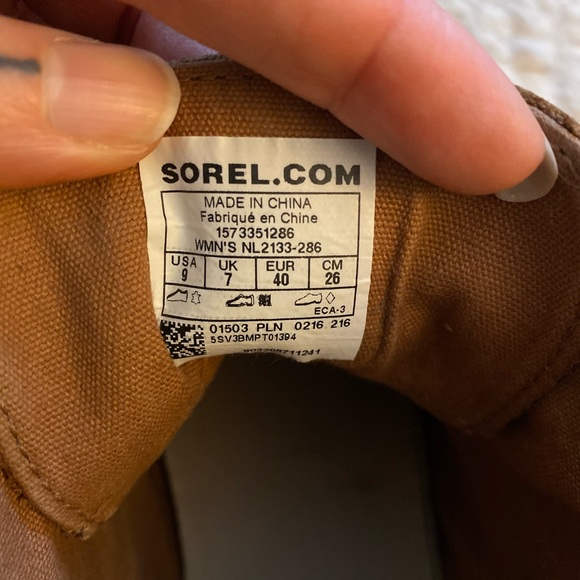 SOREL.COM
MADE IN CHINA
Fabriqué en Chine
1573351286
WMN'S NL2133-286
USA UK EUR CM
9 7 40 26
ECA-3
01503 PLN 0216 216
5SV3BMPT01394